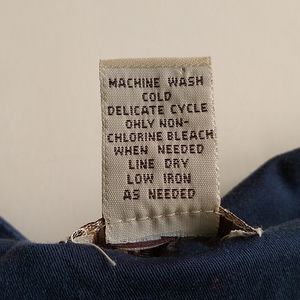 MACHINE WASH
COLD
DELICATE CYCLE
ONLY NON-
CHLORINE BLEACH
WHEN NEEDED
LINE DRY
LOW IRON
AS NEEDED